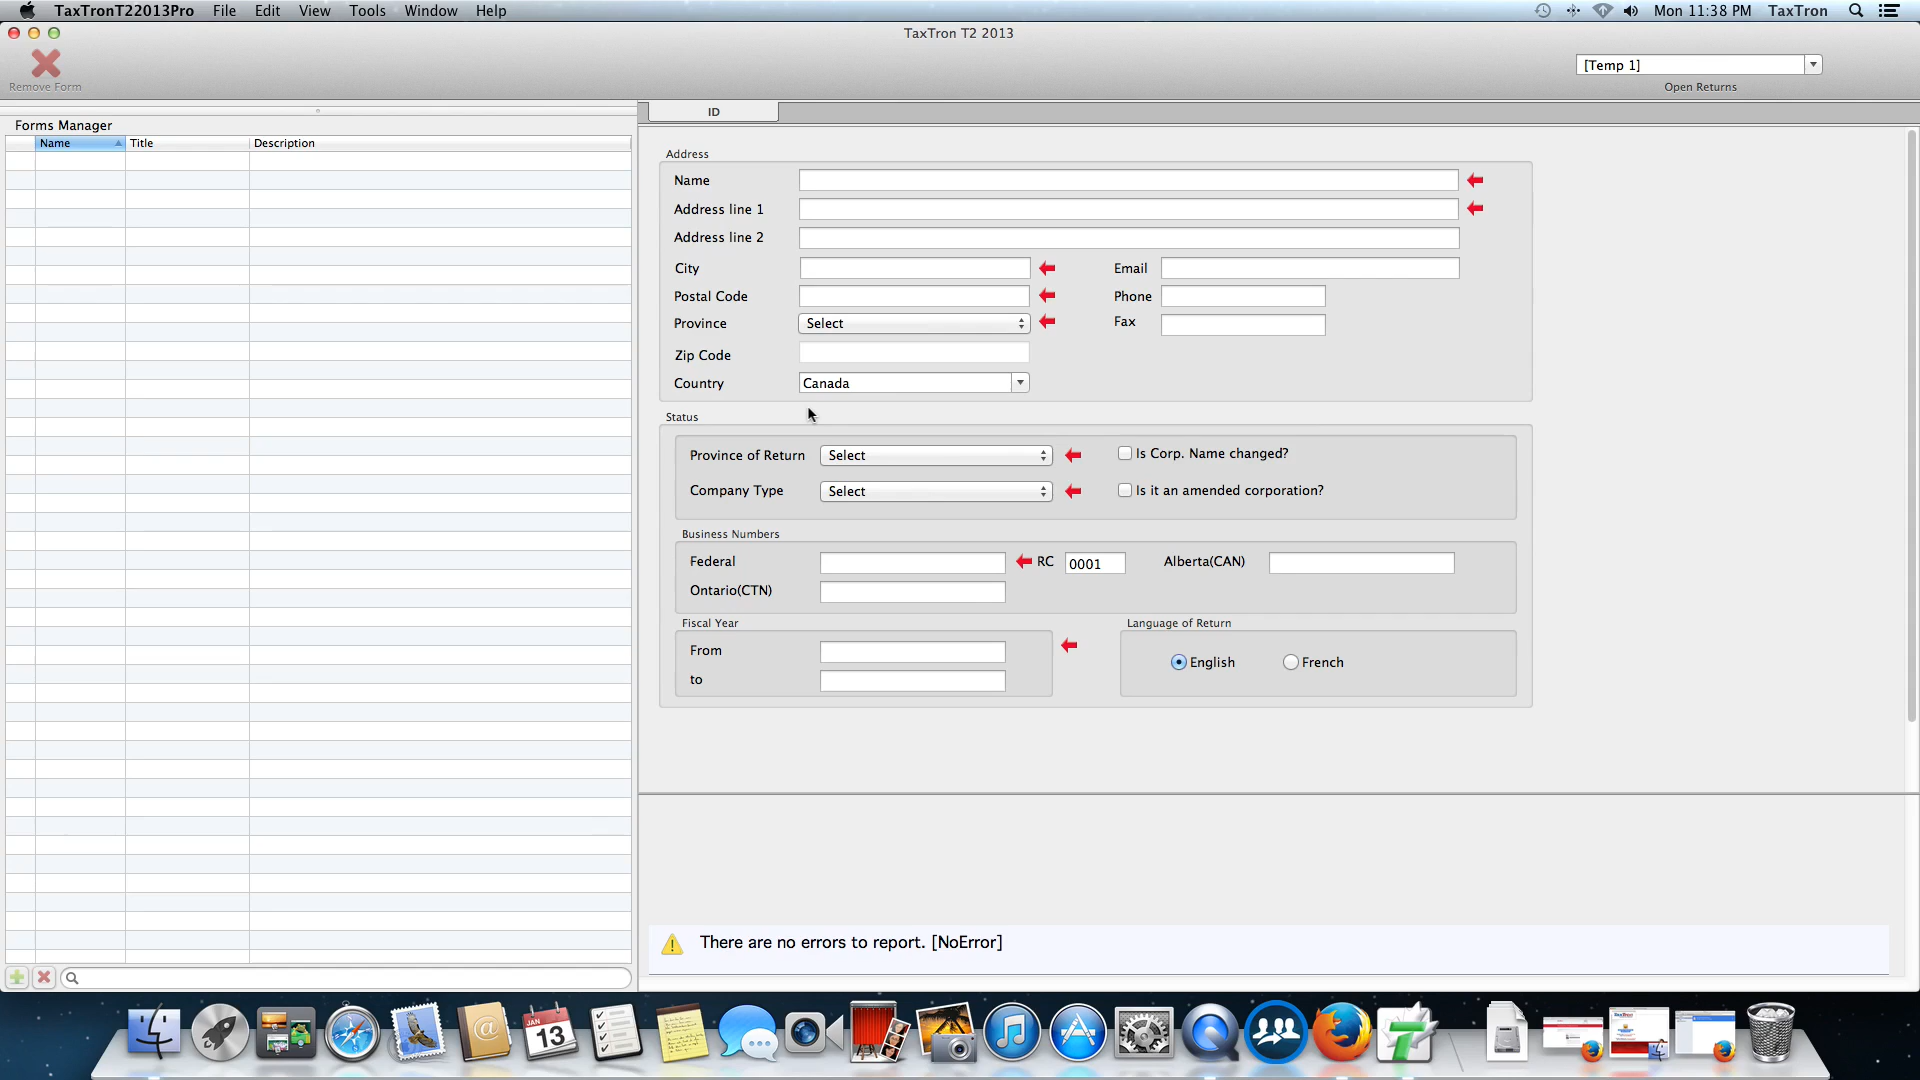 TaxTronT22013Pro File Edit View Tools Window Help Mon 11:38 PM TaxTron
TaxTron T2 2013
Remove Form
[Temp 1]
Open Returns
Forms Manager
Name Title Description
ID
Address
Name
Address line 1
Address line 2
City Email
Postal Code Phone
Province Select Fax
Zip Code
Country Canada
Status
Province of Return Select Is Corp. Name changed?
Company Type Select Is it an amended corporation?
Business Numbers
Federal RC 0001 Alberta(CAN)
Ontario(CTN)
Fiscal Year Language of Return
From
English French
to
There are no errors to report. [NoError]
JAN
13